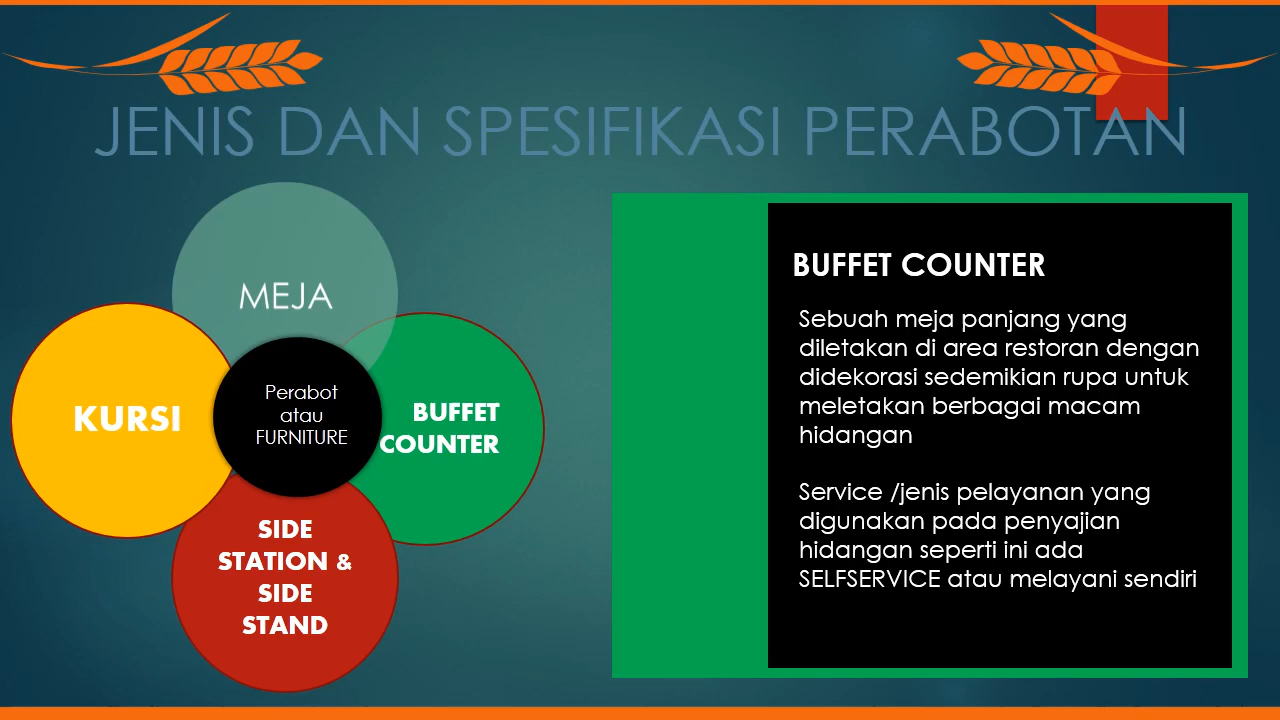 JENIS DAN SPESIFIKASI PERABOTAN
MEJA
KURSI
Perabot
atau
FURNITURE
BUFFET
COUNTER
SIDE
STATION &
SIDE
STAND
BUFFET COUNTER
Sebuah meja panjang yang
diletakan di area restoran dengan
didekorasi sedemikian rupa untuk
meletakan berbagai macam
hidangan
Service /jenis pelayanan yang
digunakan pada penyajian
hidangan seperti ini ada
SELFSERVICE atau melayani sendiri